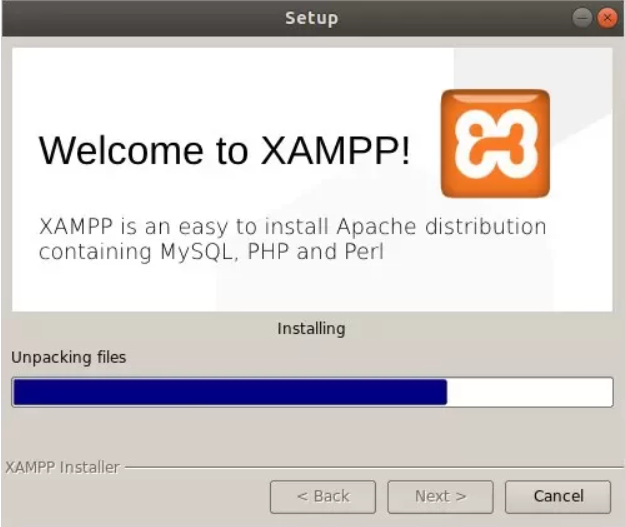 Setup
Welcome to XAMPP!
XAMPP is an easy to install Apache distribution
containing MySQL, PHP and Perl
Installing
Unpacking files
XAMPP Installer
< Back
Next >
Cancel